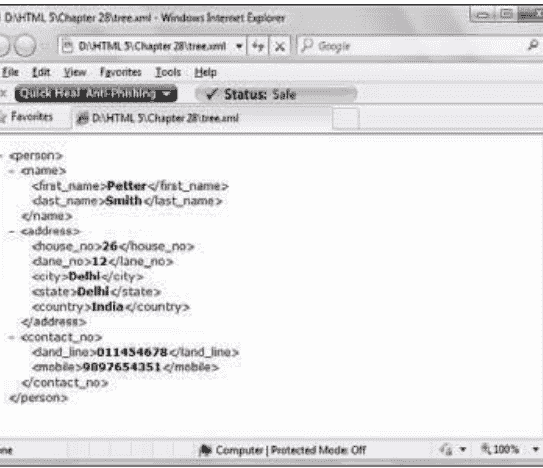 D:\HTML 5\Chapter 28\tree.xml - Windows Internet Explorer
D:\HTML 5\Chapter 28\tree.xml Google
File Edit View Favorites Tools Help
Quick Heal Anti-Phishing Status: Safe
Favorites D:\HTML 5\Chapter 28\tree.xml
- <person>
- <name>
<first_name>Petter</first_name>
<last_name>Smith</last_name>
</name>
- <address>
<house_no>26</house_no>
<lane_no>12</lane_no>
<city>Delhi</city>
<state>Delhi</state>
<country>India</country>
</address>
- <contact_no>
<land_line>011454678</land_line>
<mobile>9897654351</mobile>
</contact_no>
</person>
Computer | Protected Mode: Off 100%